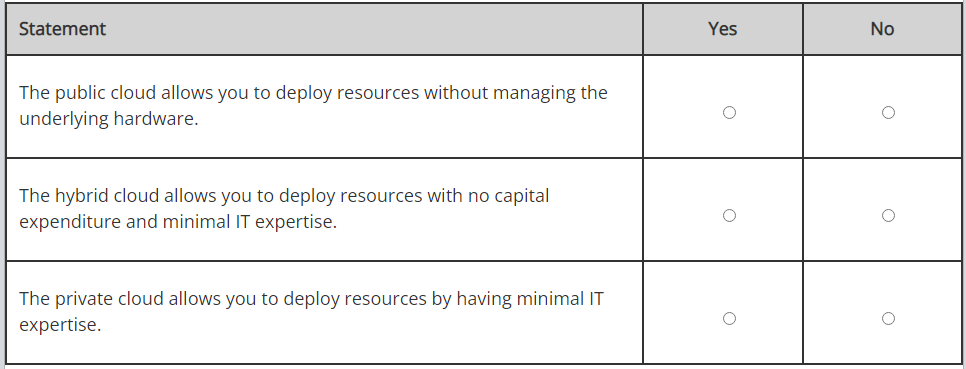 Statement Yes No
The public cloud allows you to deploy resources without managing the
underlying hardware.
The hybrid cloud allows you to deploy resources with no capital
expenditure and minimal IT expertise.
The private cloud allows you to deploy resources by having minimal IT
expertise.